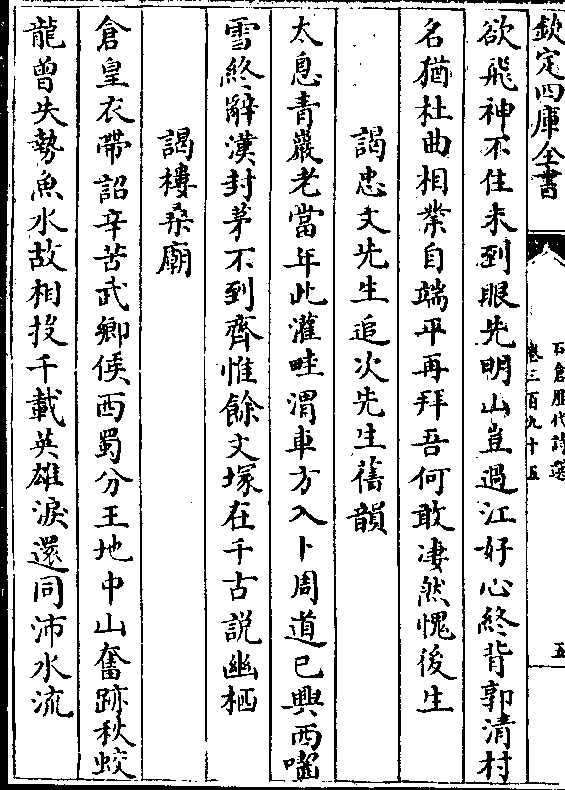 欽定四庫全書
石倉歷代詩選
卷三百九十五
五
欲飛神不住未到眼先明山豈過江好心終背郭清村
名猶杜曲相業自端平再拜吾何敢凄然愧後生
謁忠文先生追次先生舊韻
太息青巖老當年此灌畦渭車方入卜周道已興西囓
雪終辭漢封茅不到齊惟餘文塚在千古説幽栖
謁樓桑廟
倉皇衣帶詔辛苦武鄉侯西蜀分王地中山奮跡秋蛟
龍曾失勢魚水故相投千載英雄淚還同沛水流